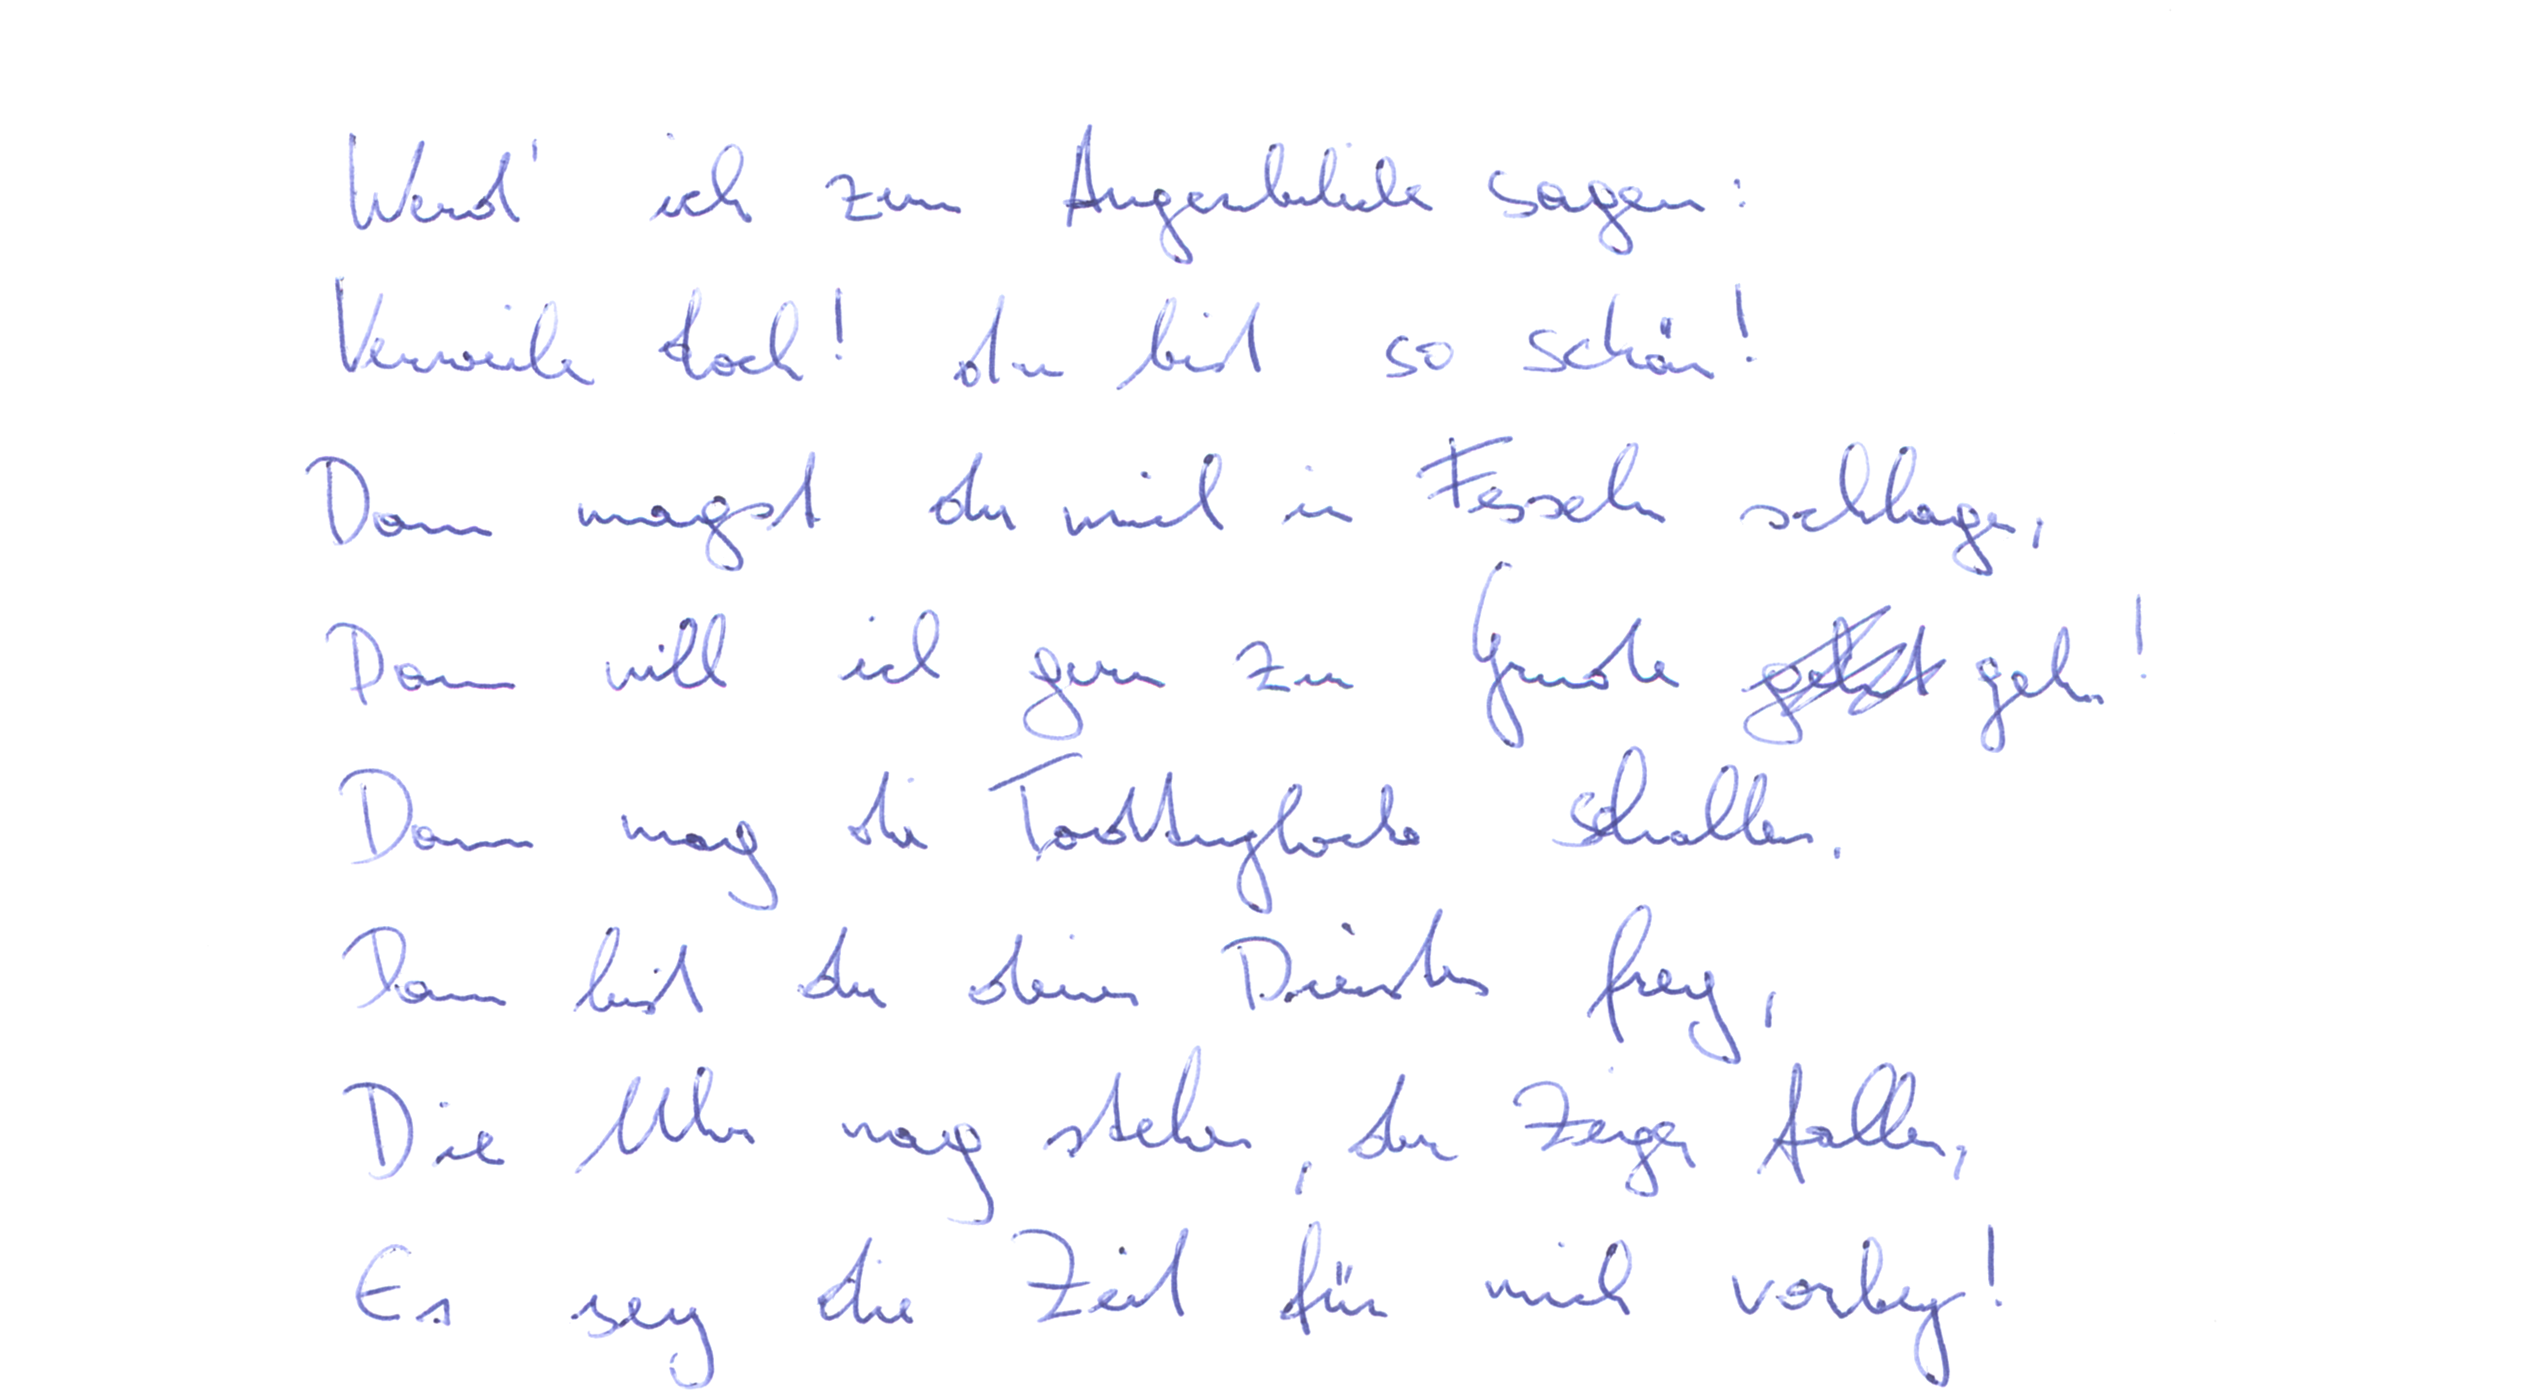 Werd' ich zum Augenblicke sagen:
Verweile doch! du bist so schön!
Dann magst du mich in Fesseln schlagen,
Dann will ich gern zu Grunde gehn!
Dann mag die Todtenglocke schallen,
Dann bist du deines Dienstes frey,
Die Uhr mag stehen, der Zeiger fallen,
Es sey die Zeit für mich vorbey!